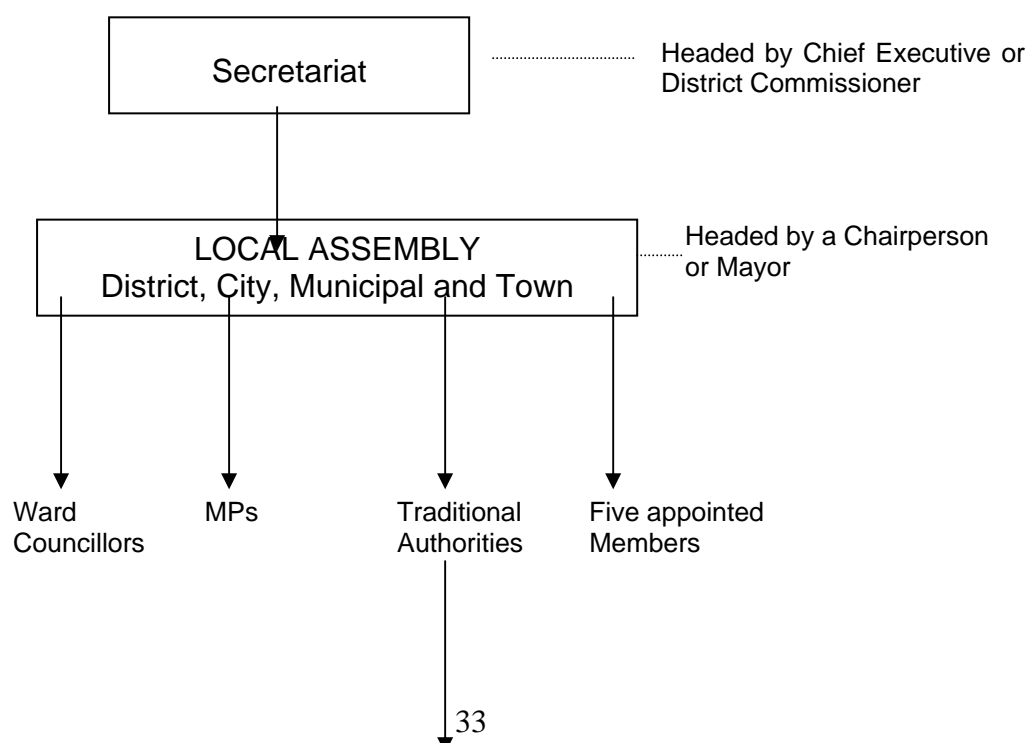 Secretariat
Headed by Chief Executive or
District Commissioner
LOCAL ASSEMBLY
District, City, Municipal and Town
Headed by a Chairperson
or Mayor
Ward
Councillors
MPs
Traditional
Authorities
Five appointed
Members
33